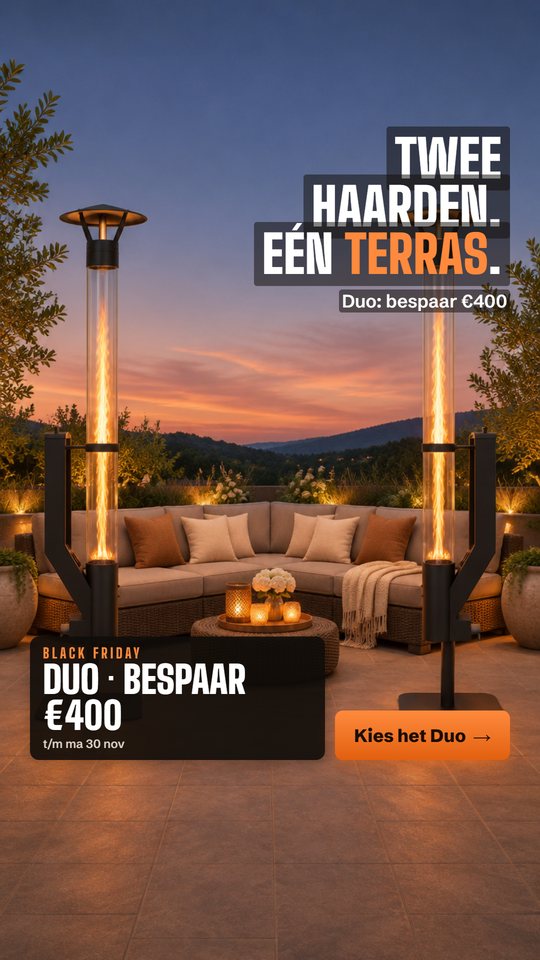 TWEE
HAARDEN.
EÉN TERRAS.
Duo: bespaar €400
BLACK FRIDAY
DUO · BESPAAR
€400
t/m ma 30 nov
Kies het Duo →